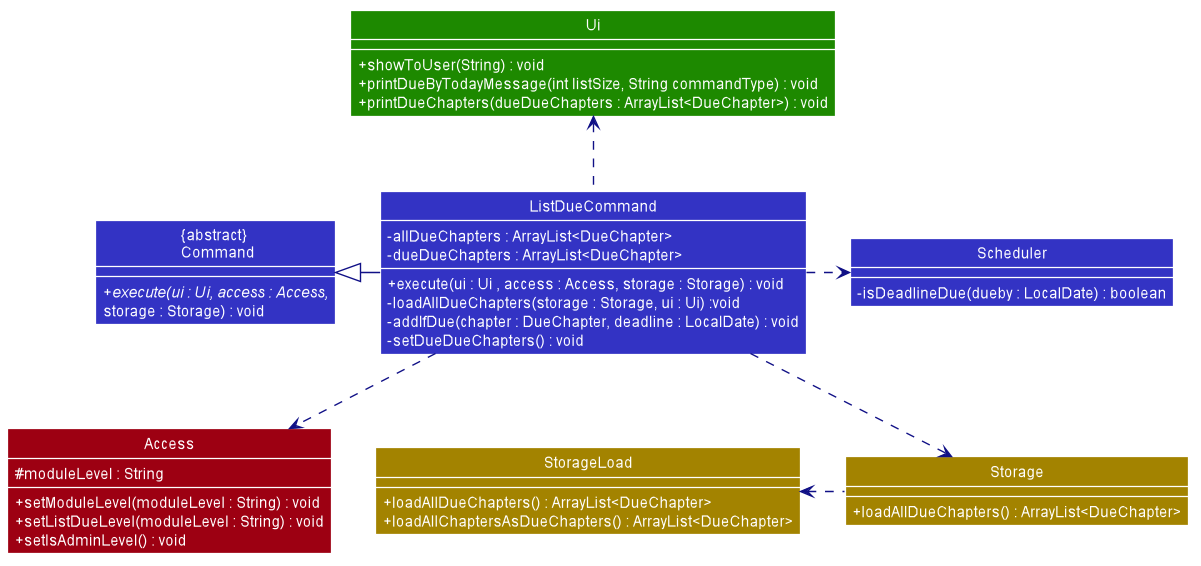 Ui
+showToUser(String) : void
+printDueByTodayMessage(int listSize, String commandType) : void
+printDueChapters(dueDueChapters : ArrayList<DueChapter>) : void
{abstract}
Command
+execute(ui : Ui, access : Access,
storage : Storage) : void
ListDueCommand
-allDueChapters : ArrayList<DueChapter>
-dueDueChapters : ArrayList<DueChapter>
+execute(ui : Ui , access : Access, storage : Storage) : void
-loadAllDueChapters(storage : Storage, ui : Ui) :void
-addIfDue(chapter : DueChapter, deadline : LocalDate) : void
-setDueDueChapters() : void
Scheduler
-isDeadlineDue(dueby : LocalDate) : boolean
Access
#moduleLevel : String
+setModuleLevel(moduleLevel : String) : void
+setListDueLevel(moduleLevel : String) : void
+setIsAdminLevel() : void
StorageLoad
+loadAllDueChapters() : ArrayList<DueChapter>
+loadAllChaptersAsDueChapters() : ArrayList<DueChapter>
Storage
+loadAllDueChapters() : ArrayList<DueChapter>